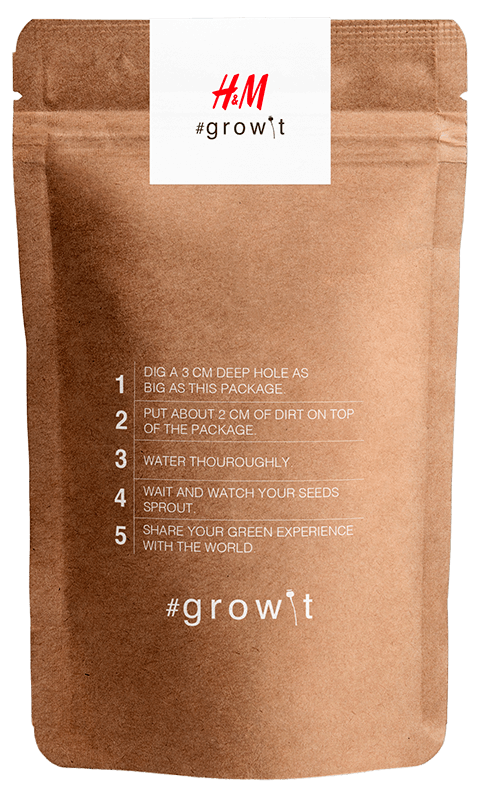 H&M
#growit
1 DIG A 3 CM DEEP HOLE AS
BIG AS THIS PACKAGE.
2 PUT ABOUT 2 CM OF DIRT ON TOP
OF THE PACKAGE.
3 WATER THOUROUGHLY
4 WAIT AND WATCH YOUR SEEDS
SPROUT.
5 SHARE YOUR GREEN EXPERIENCE
WITH THE WORLD
#growit